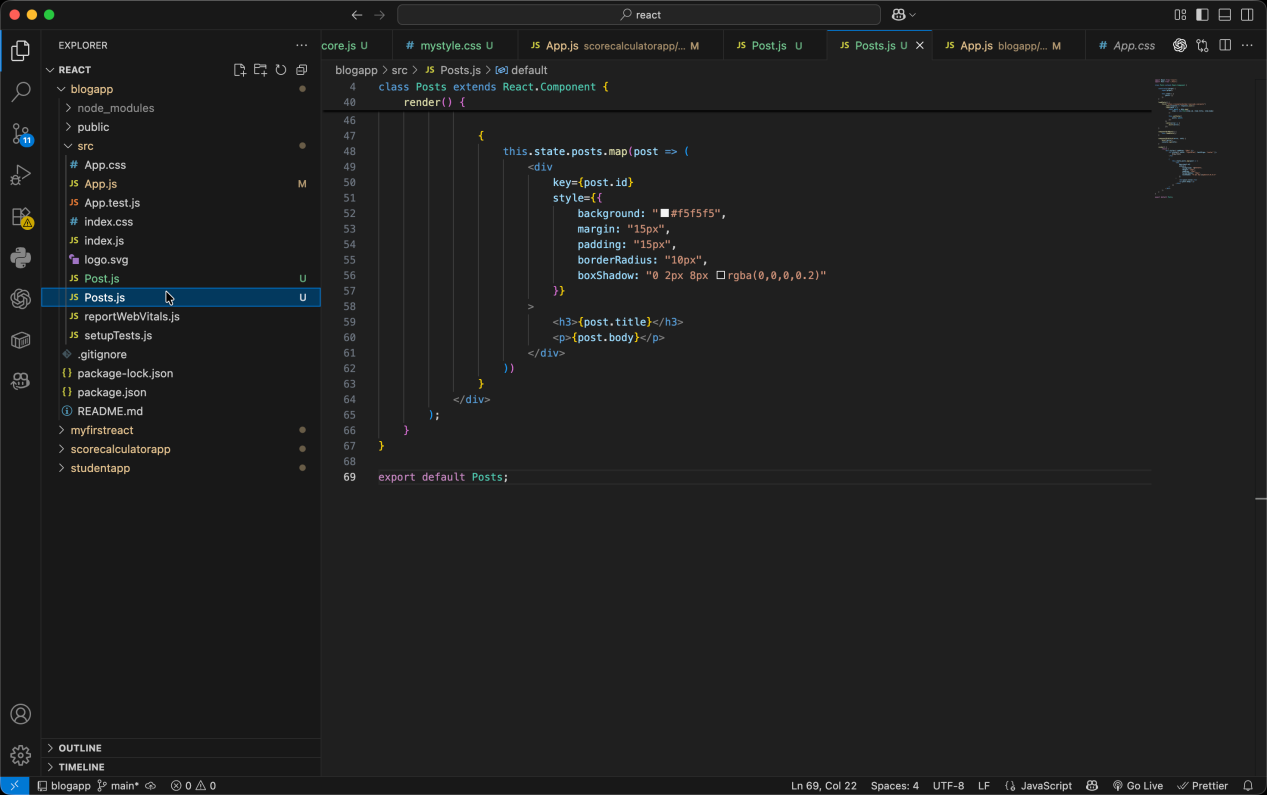 react
EXPLORER
core.js U
mystyle.css U
App.js scorecalculatorapp/... M
Post.js U
Posts.js U
App.js blogapp/... M
App.css
REACT
blogapp > src > Posts.js > default
blogapp
node_modules
public
src
App.css
App.js M
App.test.js
index.css
index.js
logo.svg
Post.js U
Posts.js U
reportWebVitals.js
setupTests.js
.gitignore
package-lock.json
package.json
README.md
myfirstreact
scorecalculatorapp
studentapp
11
OUTLINE
TIMELINE
4 class Posts extends React.Component {
40 render() {
46
47 {
48 this.state.posts.map(post => (
49 <div
50 key={post.id}
51 style={{
52 background: "#f5f5f5",
53 margin: "15px",
54 padding: "15px",
55 borderRadius: "10px",
56 boxShadow: "0 2px 8px rgba(0,0,0,0.2)"
57 }}
58 >
59 <h3>{post.title}</h3>
60 <p>{post.body}</p>
61 </div>
62 ))
63 }
64 </div>
65 );
66 }
67 }
68
69 export default Posts;
blogapp main* 0 0 Ln 69, Col 22 Spaces: 4 UTF-8 LF JavaScript Go Live Prettier